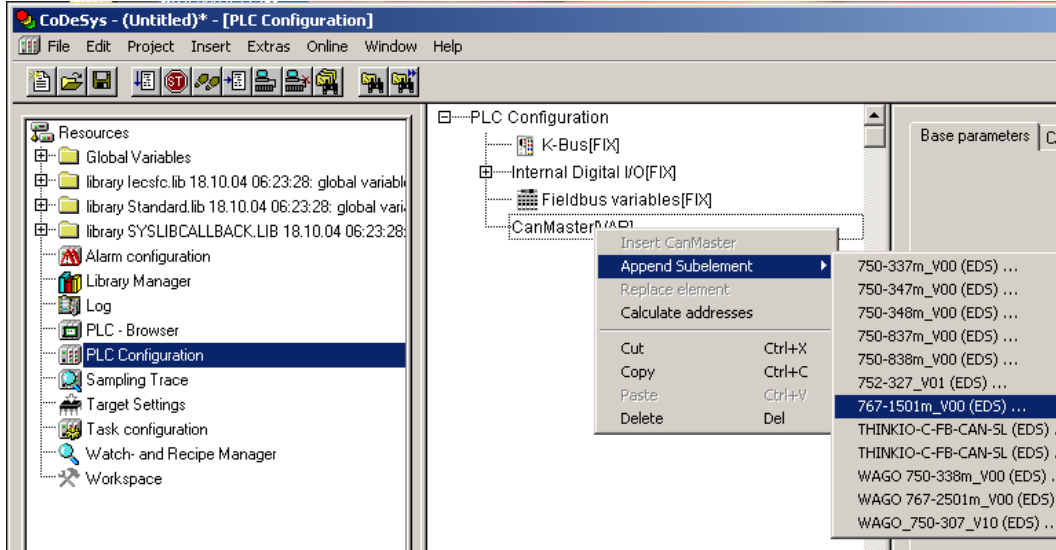 CoDeSys - (Untitled)* - [PLC Configuration]
File Edit Project Insert Extras Online Window Help
Resources
Global Variables
library Iecsfc.lib 18.10.04 06:23:28: global variabl
library Standard.lib 18.10.04 06:23:28: global vari
library SYSLIBCALLBACK.LIB 18.10.04 06:23:28:
Alarm configuration
Library Manager
Log
PLC - Browser
PLC Configuration
Sampling Trace
Target Settings
Task configuration
Watch- and Recipe Manager
Workspace
PLC Configuration
K-Bus[FIX]
Internal Digital I/O[FIX]
Fieldbus variables[FIX]
CanMaster[VAR]
Insert CanMaster
Append Subelement
Replace element
Calculate addresses
Cut Ctrl+X
Copy Ctrl+C
Paste Ctrl+V
Delete Del
Base parameters
750-337m_V00 (EDS) ...
750-347m_V00 (EDS) ...
750-348m_V00 (EDS) ...
750-837m_V00 (EDS) ...
750-838m_V00 (EDS) ...
752-327_V01 (EDS) ...
767-1501m_V00 (EDS) ...
THINKIO-C-FB-CAN-SL (EDS) .
THINKIO-C-FB-CAN-SL (EDS) .
WAGO 750-338m_V00 (EDS) .
WAGO 767-2501m_V00 (EDS)
WAGO_750-307_V10 (EDS) ..